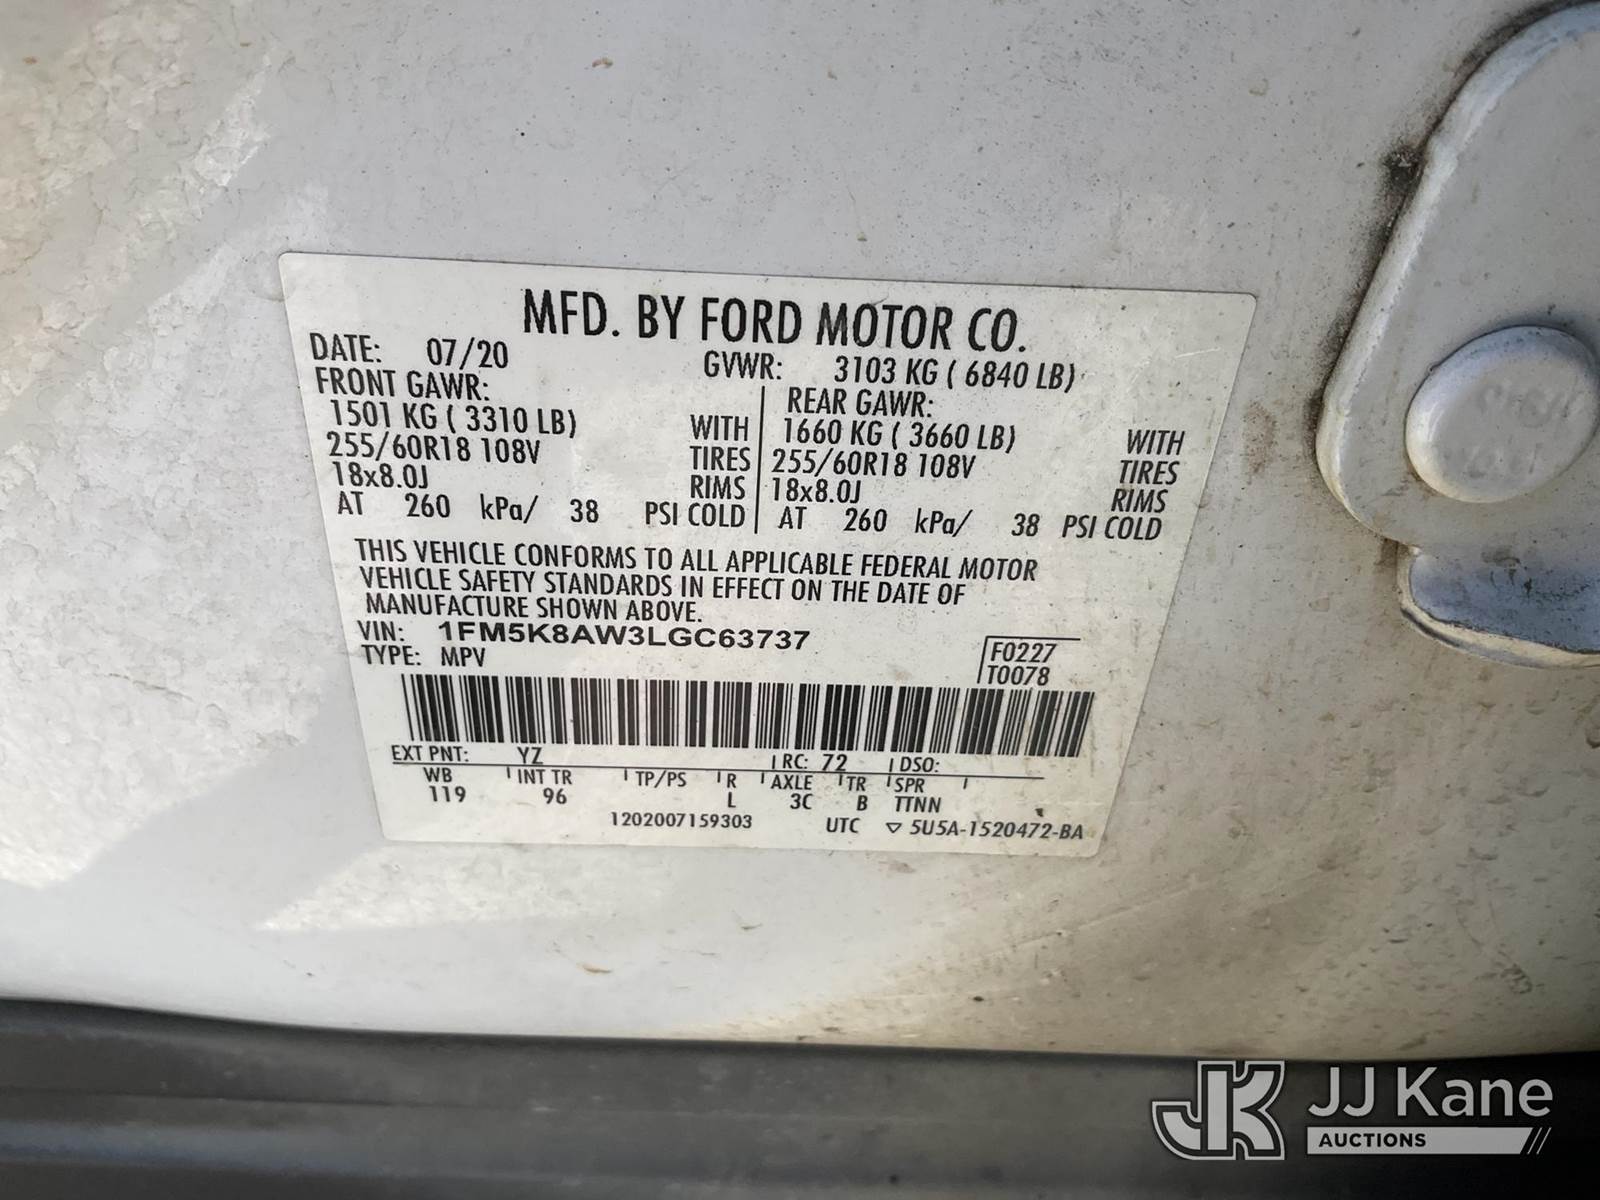 MFD. BY FORD MOTOR CO.
DATE: 07/20 GVWR: 3103 KG ( 6840 LB)
FRONT GAWR: REAR GAWR:
1501 KG ( 3310 LB) WITH 1660 KG ( 3660 LB) WITH
255/60R18 108V TIRES 255/60R18 108V TIRES
18x8.0J RIMS 18x8.0J RIMS
AT 260 kPa/ 38 PSI COLD AT 260 kPa/ 38 PSI COLD
THIS VEHICLE CONFORMS TO ALL APPLICABLE FEDERAL MOTOR
VEHICLE SAFETY STANDARDS IN EFFECT ON THE DATE OF
MANUFACTURE SHOWN ABOVE.
VIN: 1FM5K8AW3LGC63737
TYPE: MPV
F0227
T0078
EXT PNT: YZ RC: 72 DSO:
WB INT TR TP/PS R AXLE TR SPR
119 96 L 3C B TTNN
1202007159303 UTC ▽ 5U5A-1520472-BA
JK JJ Kane
AUCTIONS